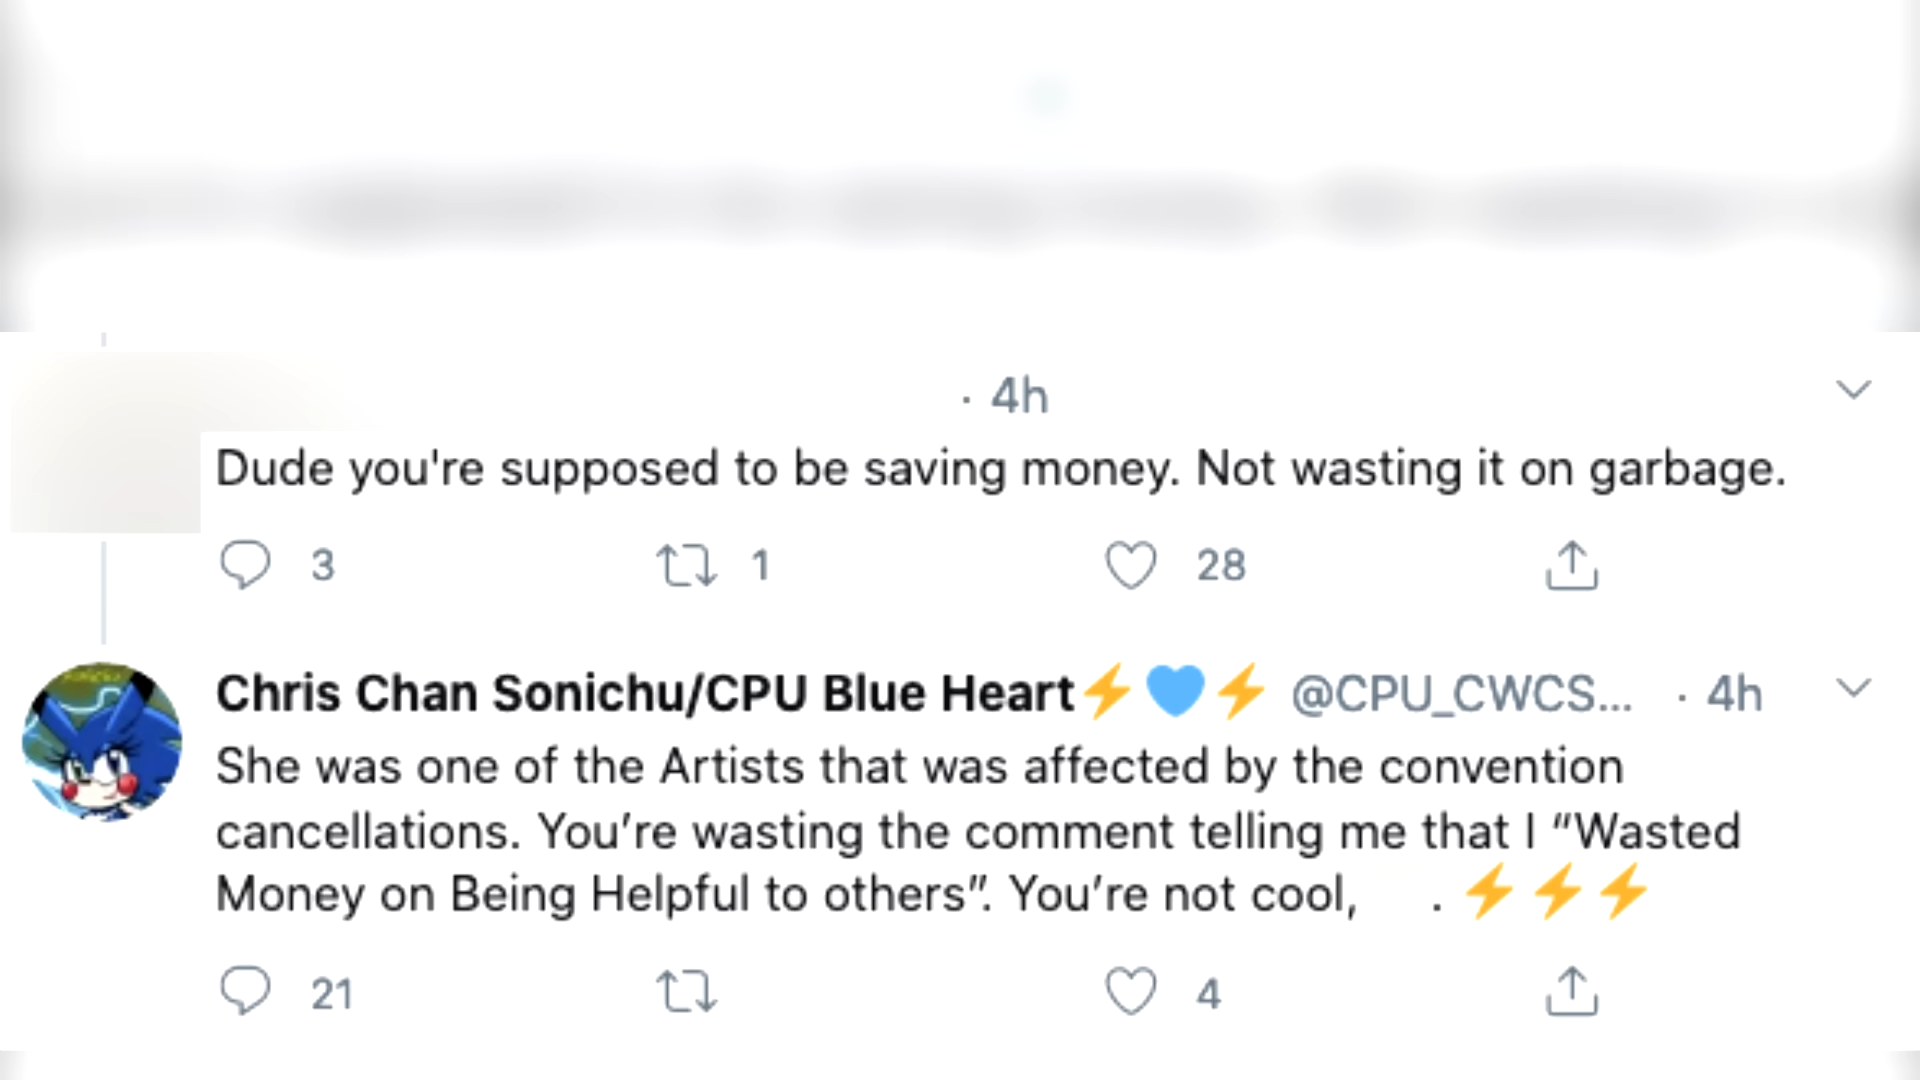 · 4h
Dude you're supposed to be saving money. Not wasting it on garbage.
3 1 28
Chris Chan Sonichu/CPU Blue Heart⚡💙⚡ @CPU_CWCS... · 4h
She was one of the Artists that was affected by the convention
cancellations. You’re wasting the comment telling me that I “Wasted
Money on Being Helpful to others”. You’re not cool, . ⚡⚡⚡
21 4